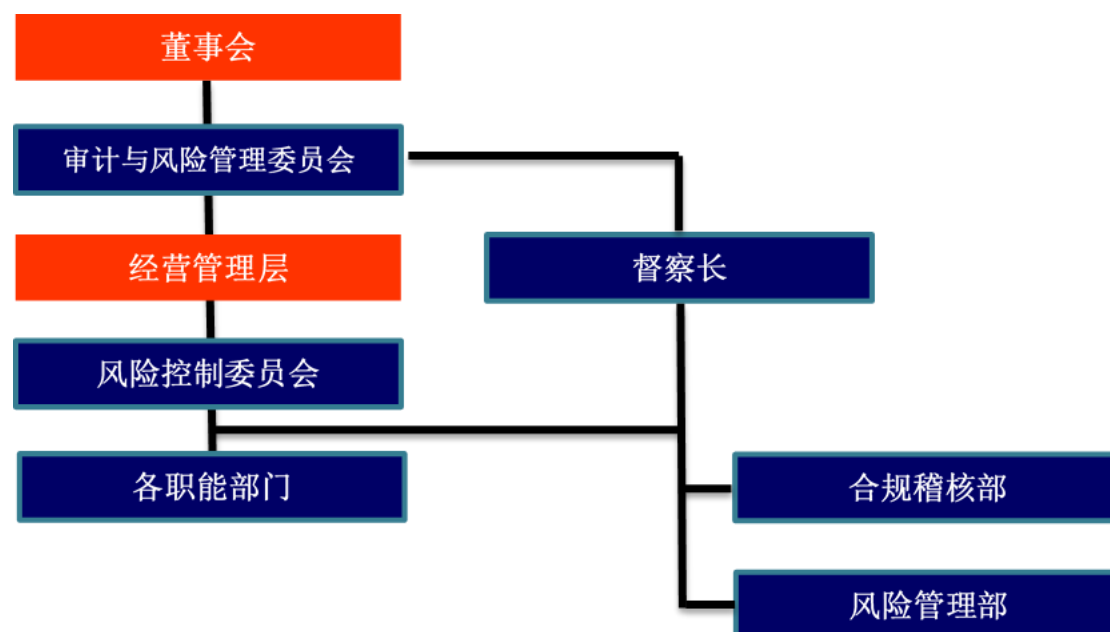 董事会
审计与风险管理委员会
经营管理层
督察长
风险控制委员会
各职能部门
合规稽核部
风险管理部